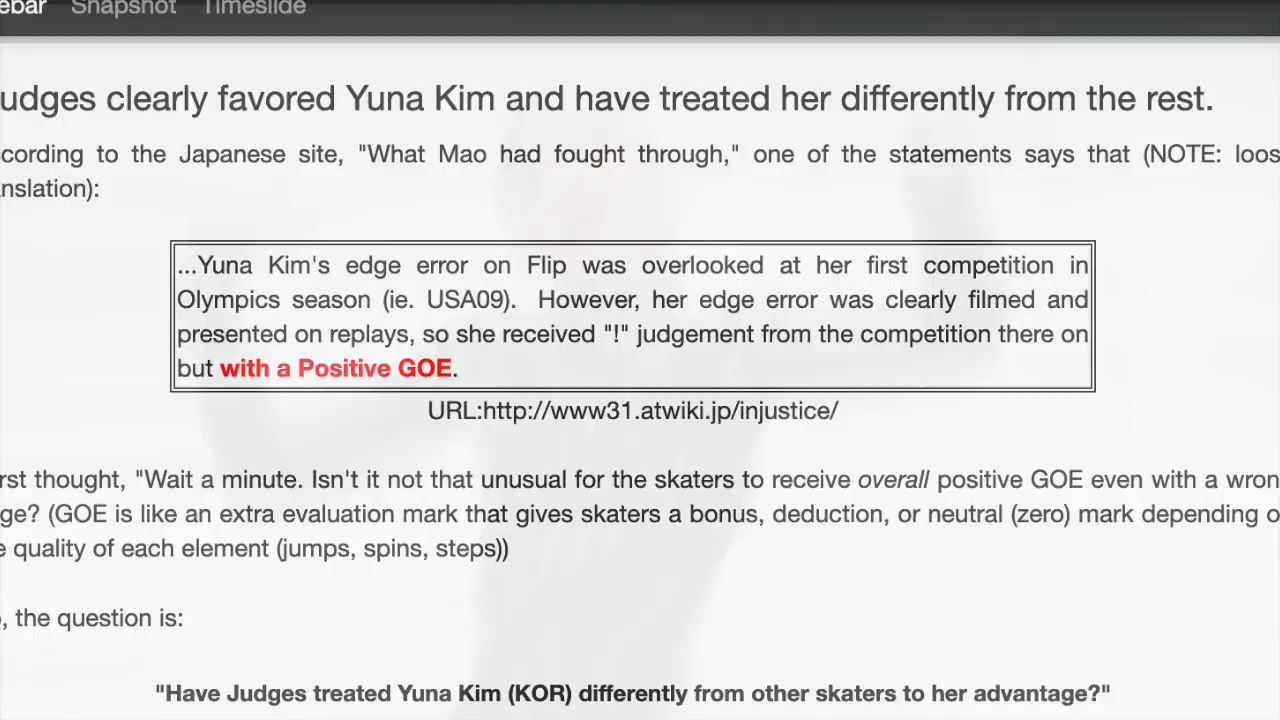 ebar Snapshot Timeslide
udges clearly favored Yuna Kim and have treated her differently from the rest.
cording to the Japanese site, "What Mao had fought through," one of the statements says that (NOTE: loos
nslation):
...Yuna Kim's edge error on Flip was overlooked at her first competition in
Olympics season (ie. USA09). However, her edge error was clearly filmed and
presented on replays, so she received "!" judgement from the competition there on
but with a Positive GOE.
URL:http://www31.atwiki.jp/injustice/
rst thought, "Wait a minute. Isn't it not that unusual for the skaters to receive overall positive GOE even with a wron
ge? (GOE is like an extra evaluation mark that gives skaters a bonus, deduction, or neutral (zero) mark depending o
e quality of each element (jumps, spins, steps))
, the question is:
"Have Judges treated Yuna Kim (KOR) differently from other skaters to her advantage?"